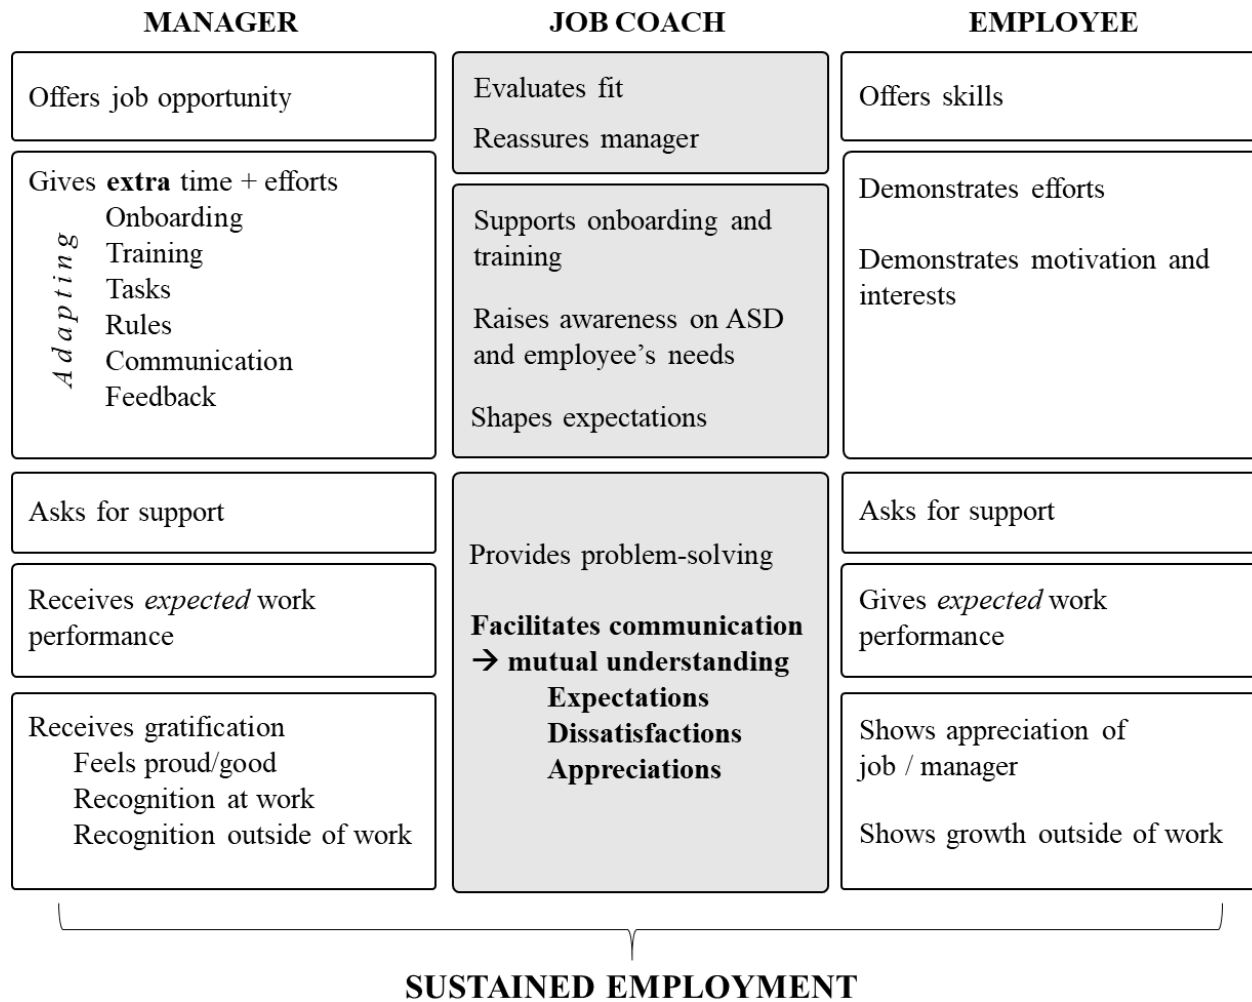 MANAGER
Offers job opportunity
Gives extra time + efforts
Adapting
Onboarding
Training
Tasks
Rules
Communication
Feedback
Asks for support
Receives expected work
performance
Receives gratification
Feels proud/good
Recognition at work
Recognition outside of work
JOB COACH
Evaluates fit
Reassures manager
Supports onboarding and
training
Raises awareness on ASD
and employee’s needs
Shapes expectations
Provides problem-solving
Facilitates communication
→ mutual understanding
Expectations
Dissatisfactions
Appreciations
EMPLOYEE
Offers skills
Demonstrates efforts
Demonstrates motivation and
interests
Asks for support
Gives expected work
performance
Shows appreciation of
job / manager
Shows growth outside of work
SUSTAINED EMPLOYMENT